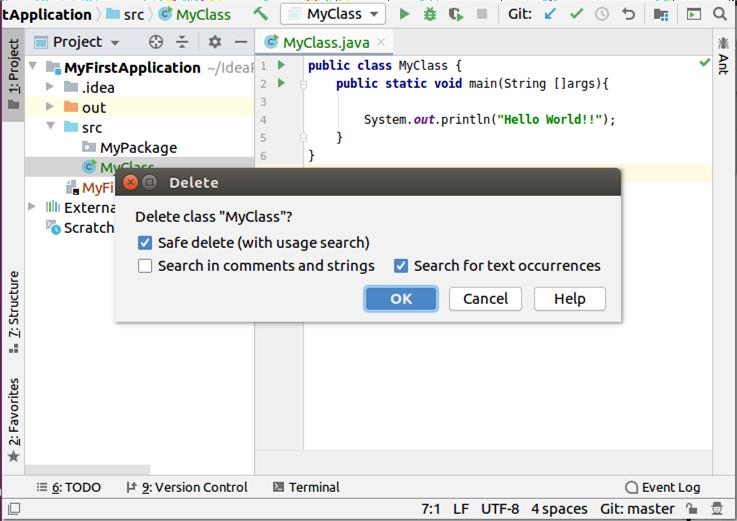 tApplication src MyClass MyClass Git:
1: Project
Project
MyClass.java
Ant
MyFirstApplication ~/IdeaP
.idea
out
src
MyPackage
MyClass
MyFi
Externa
Scratch
1 public class MyClass {
2 public static void main(String []args){
3
4 System.out.println("Hello World!!");
5 }
6 }
Delete
Delete class "MyClass"?
Safe delete (with usage search)
Search in comments and strings Search for text occurrences
OK Cancel Help
7: Structure
2: Favorites
6: TODO 9: Version Control Terminal Event Log
7:1 LF UTF-8 4 spaces Git: master